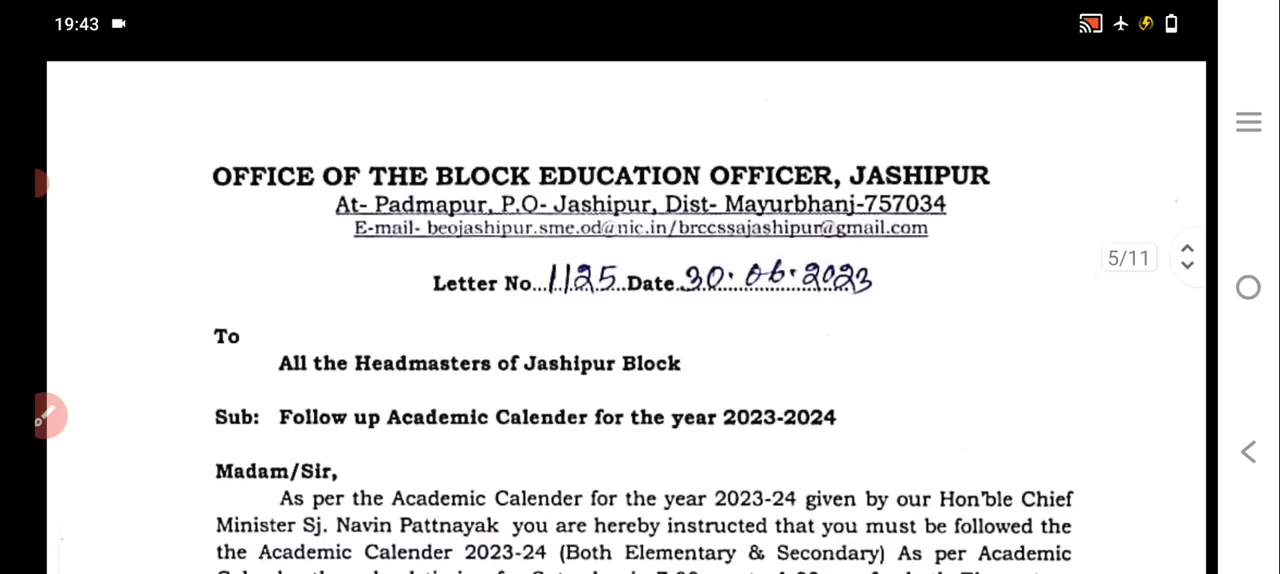 19:43
OFFICE OF THE BLOCK EDUCATION OFFICER, JASHIPUR
At- Padmapur, P.O- Jashipur, Dist- Mayurbhanj-757034
E-mail- beojashipur.sme.od@nic.in/brccssajashipur@gmail.com
5/11
Letter No...1125..Date.30.06.2023
To
All the Headmasters of Jashipur Block
Sub: Follow up Academic Calender for the year 2023-2024
Madam/Sir,
As per the Academic Calender for the year 2023-24 given by our Hon'ble Chief
Minister Sj. Navin Pattnayak you are hereby instructed that you must be followed the
the Academic Calender 2023-24 (Both Elementary & Secondary) As per Academic